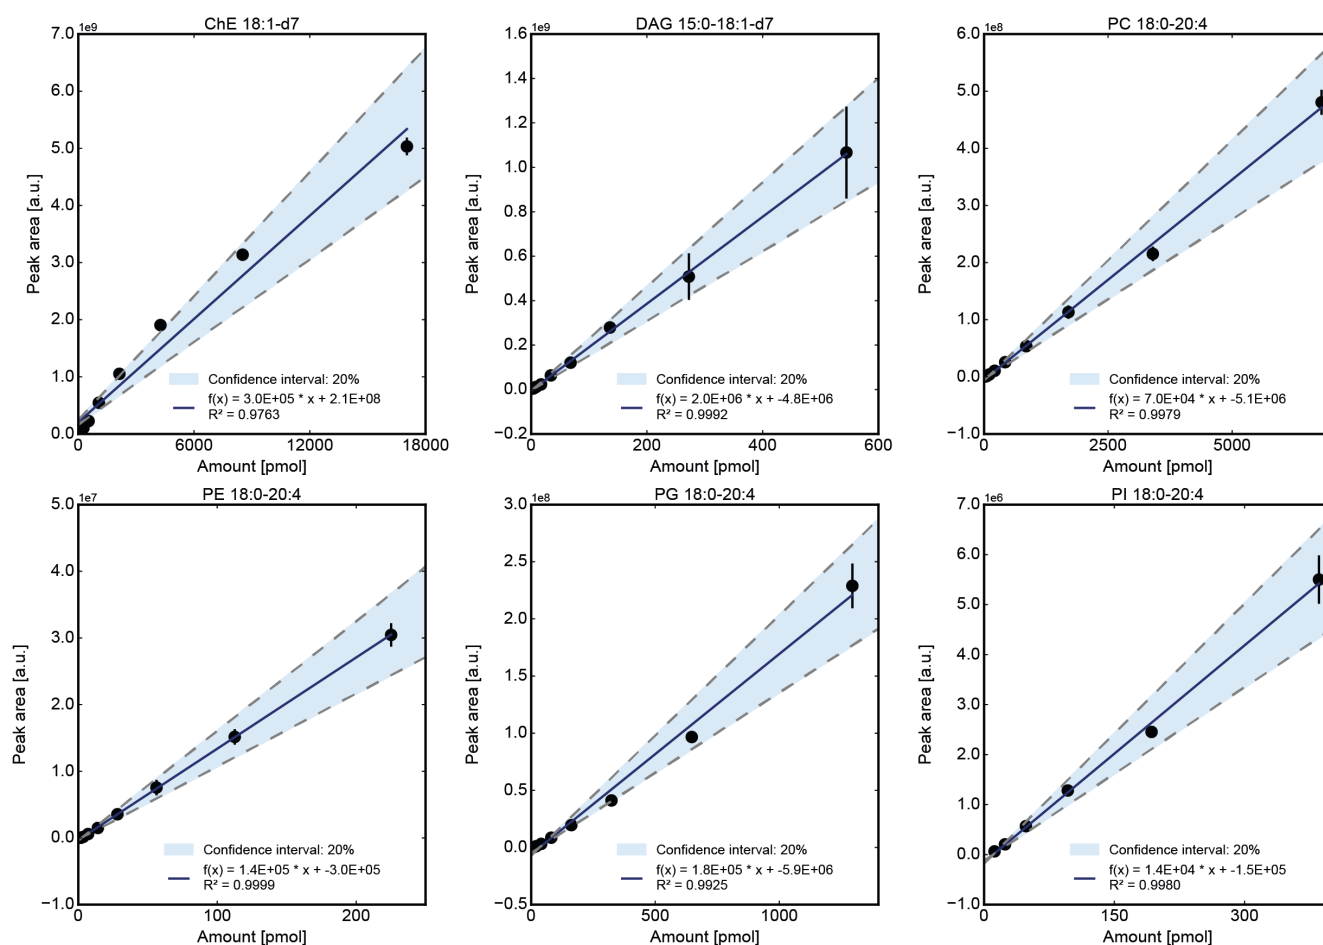 ChE 18:1-d7
1e9
7.0
6.0
5.0
4.0
3.0
2.0
1.0
0.0
Peak area [a.u.]
Confidence interval: 20%
f(x) = 3.0E+05 * x + 2.1E+08
R² = 0.9763
0 6000 12000 18000
Amount [pmol]
DAG 15:0-18:1-d7
1e9
1.6
1.4
1.2
1.0
0.8
0.6
0.4
0.2
0.0
−0.2
Peak area [a.u.]
Confidence interval: 20%
f(x) = 2.0E+06 * x + -4.8E+06
R² = 0.9992
0 200 400 600
Amount [pmol]
PC 18:0-20:4
1e8
6.0
5.0
4.0
3.0
2.0
1.0
0.0
−1.0
Peak area [a.u.]
Confidence interval: 20%
f(x) = 7.0E+04 * x + -5.1E+06
R² = 0.9979
0 2500 5000
Amount [pmol]
PE 18:0-20:4
1e7
5.0
4.0
3.0
2.0
1.0
0.0
−1.0
Peak area [a.u.]
Confidence interval: 20%
f(x) = 1.4E+05 * x + -3.0E+05
R² = 0.9999
0 100 200
Amount [pmol]
PG 18:0-20:4
1e8
3.0
2.5
2.0
1.5
1.0
0.5
0.0
−0.5
Peak area [a.u.]
Confidence interval: 20%
f(x) = 1.8E+05 * x + -5.9E+06
R² = 0.9925
0 500 1000
Amount [pmol]
PI 18:0-20:4
1e6
7.0
6.0
5.0
4.0
3.0
2.0
1.0
0.0
−1.0
Peak area [a.u.]
Confidence interval: 20%
f(x) = 1.4E+04 * x + -1.5E+05
R² = 0.9980
0 150 300
Amount [pmol]